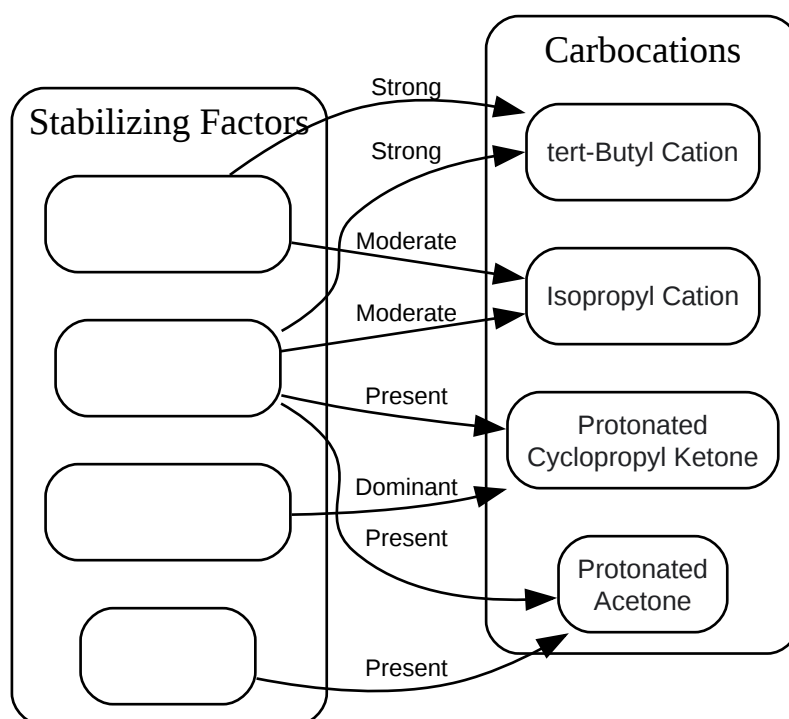 Carbocations
Stabilizing Factors
Strong
tert-Butyl Cation
Strong
Moderate
Isopropyl Cation
Moderate
Present
Protonated
Cyclopropyl Ketone
Dominant
Present
Protonated
Acetone
Present